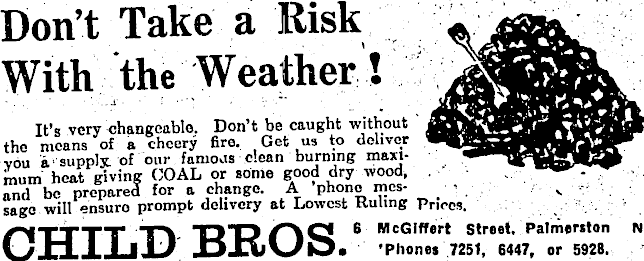 Don't Take a Risk
With the Weather!
It's very changeable. Don't be caught without
the means of a cheery fire. Get us to deliver
you a supply of our famous clean burning maxi-
mum heat giving COAL or some good dry wood,
and be prepared for a change. A 'phone mes-
sage will ensure prompt delivery at Lowest Ruling Prices.
CHILD BROS. 6 McGiffert Street, Palmerston N
'Phones 7251, 6447, or 5928.